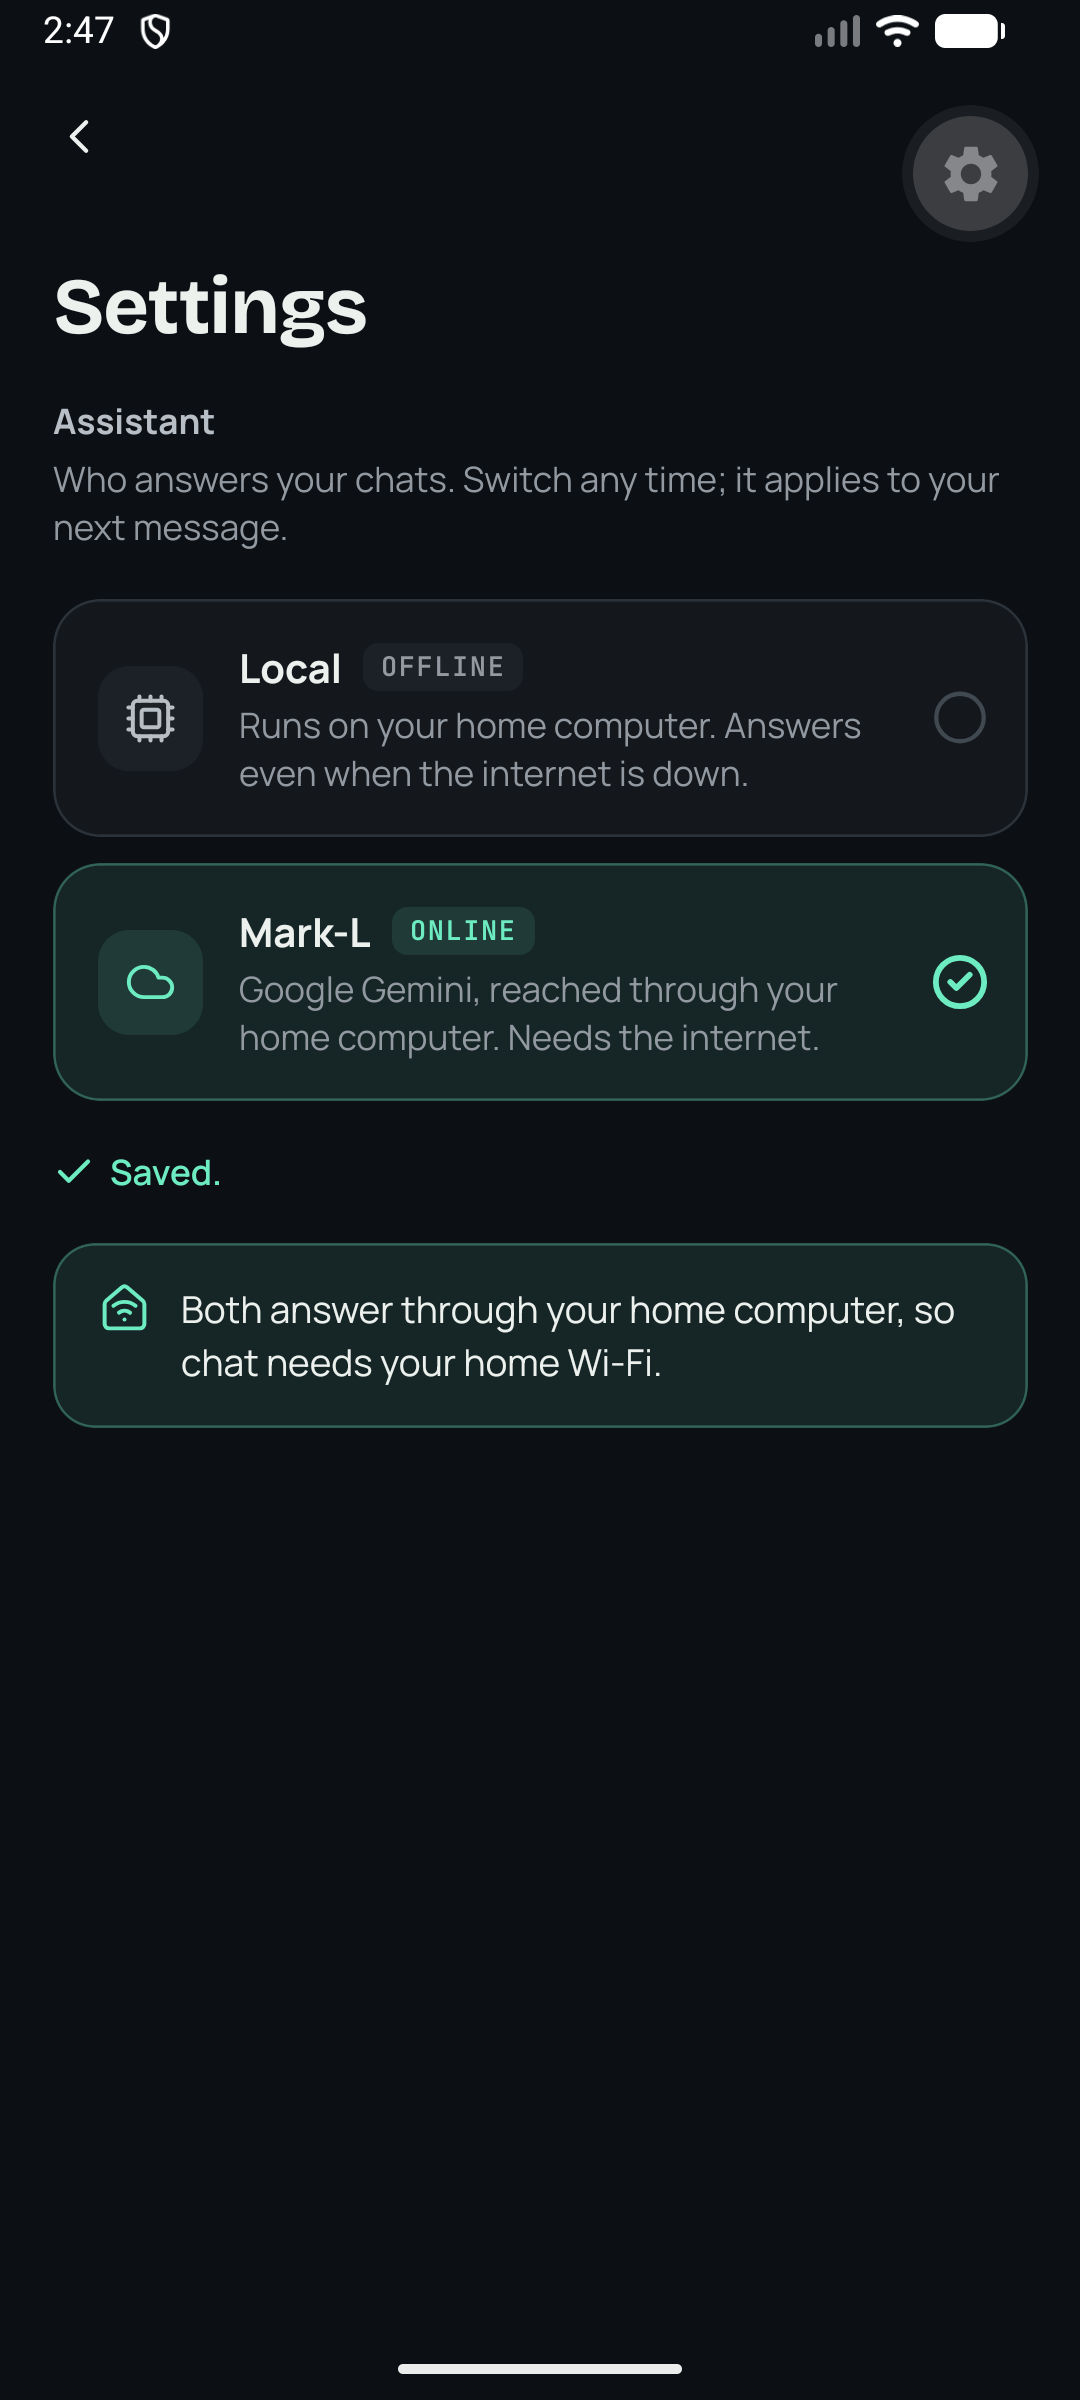 2:47
Settings
Assistant
Who answers your chats. Switch any time; it applies to your
next message.
Local OFFLINE
Runs on your home computer. Answers
even when the internet is down.
Mark-L ONLINE
Google Gemini, reached through your
home computer. Needs the internet.
Saved.
Both answer through your home computer, so
chat needs your home Wi-Fi.